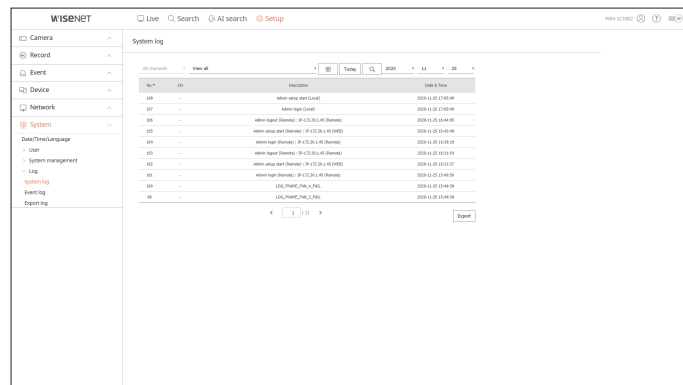 WISENET
Live Search AI search Setup
PRN-3210B2
Camera
Record
Event
Device
Network
System
Date/Time/Language
User
System management
Log
System log
Event log
Export log
System log
All channels View all Today 2020 11 25
No. Ch Description Date & Time
108 - Admin setup start (Local) 2020-11-25 17:05:49
107 - Admin login (Local) 2020-11-25 17:05:49
106 - Admin logout (Remote) : IP-172.30.1.45 (Remote) 2020-11-25 16:44:05
105 - Admin setup start (Remote) : IP-172.30.1.45 (WEB) 2020-11-25 16:43:49
104 - Admin login (Remote) : IP-172.30.1.45 (Remote) 2020-11-25 16:39:19
103 - Admin logout (Remote) : IP-172.30.1.45 (Remote) 2020-11-25 16:31:54
102 - Admin setup start (Remote) : IP-172.30.1.45 (WEB) 2020-11-25 16:31:37
101 - Admin login (Remote) : IP-172.30.1.45 (Remote) 2020-11-25 15:49:50
100 - LOG_FRAME_FAN_4_FAIL 2020-11-25 15:49:38
99 - LOG_FRAME_FAN_3_FAIL 2020-11-25 15:49:38
< 1 / 11 >
Export